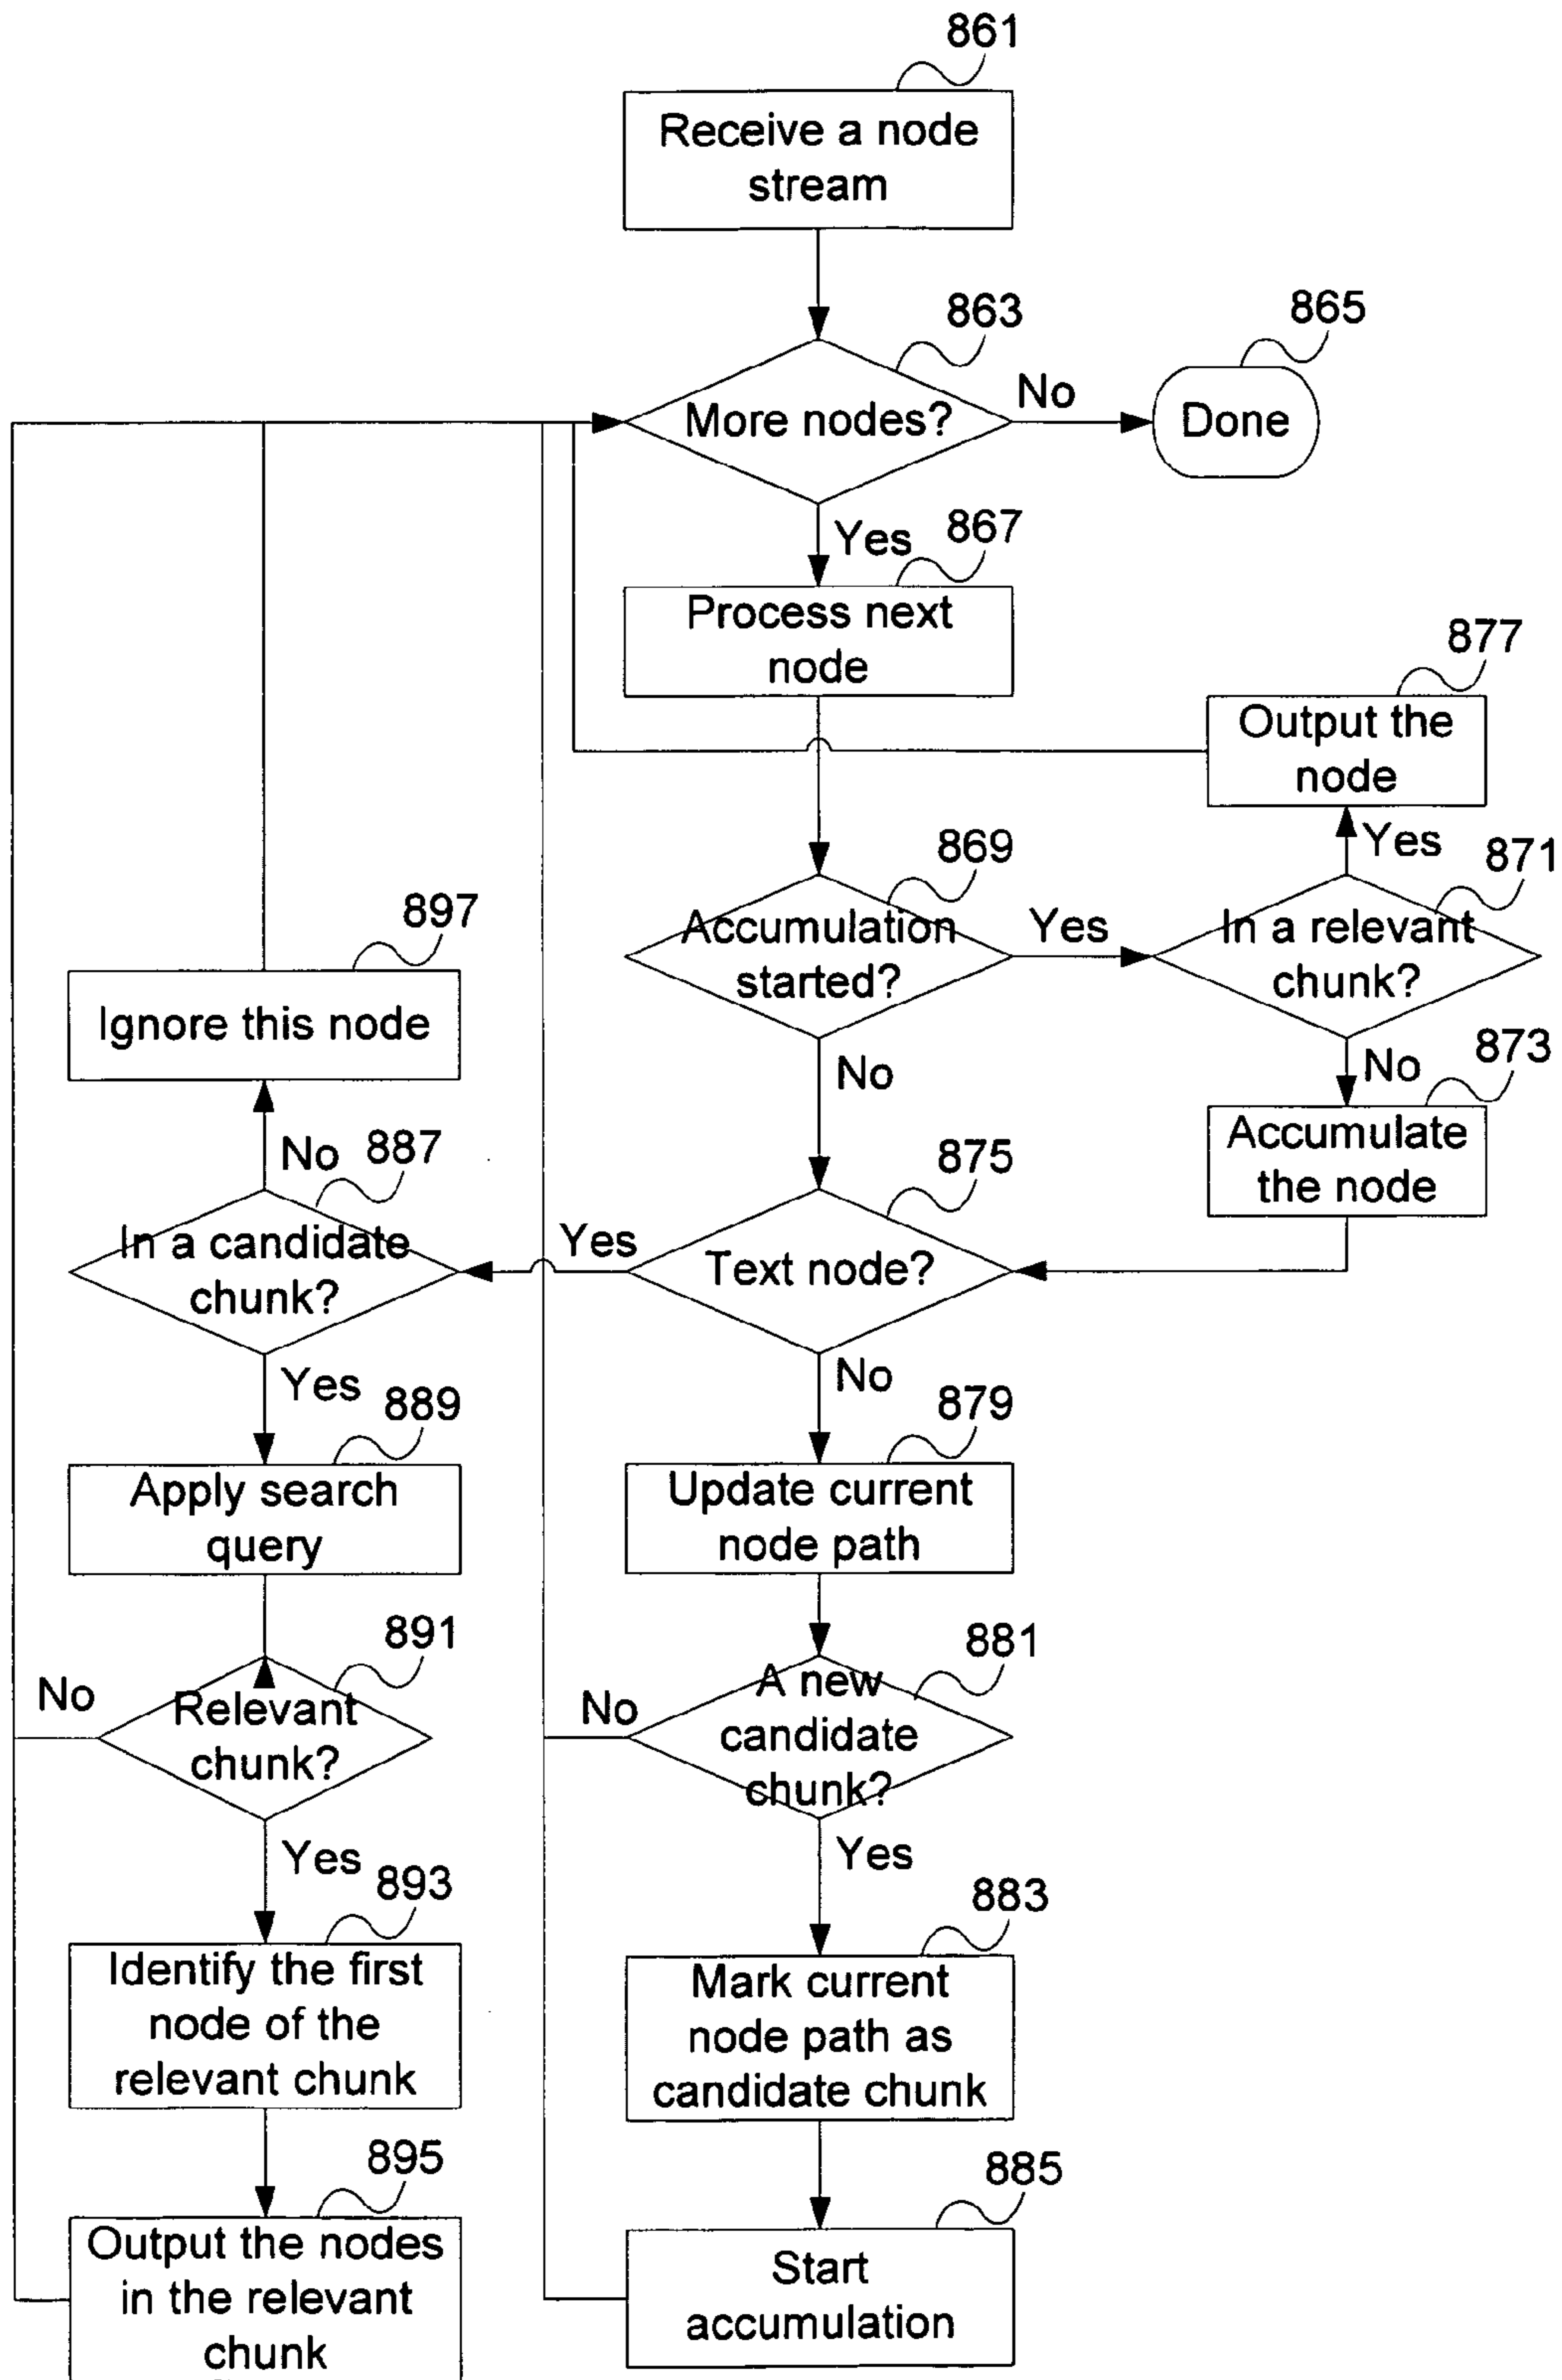 861
Receive a node
stream
863
865
More nodes?
No
Done
Yes
867
Process next
node
877
Output the
node
Yes
869
871
Accumulation
started?
Yes
In a relevant
chunk?
897
Ignore this node
No
No
873
Accumulate
the node
No
887
875
In a candidate
chunk?
Yes
Text node?
Yes
No
889
879
Apply search
query
Update current
node path
891
881
No
Relevant
chunk?
No
A new
candidate
chunk?
Yes
Yes
893
883
Identify the first
node of the
relevant chunk
Mark current
node path as
candidate chunk
895
885
Output the nodes
in the relevant
chunk
Start
accumulation